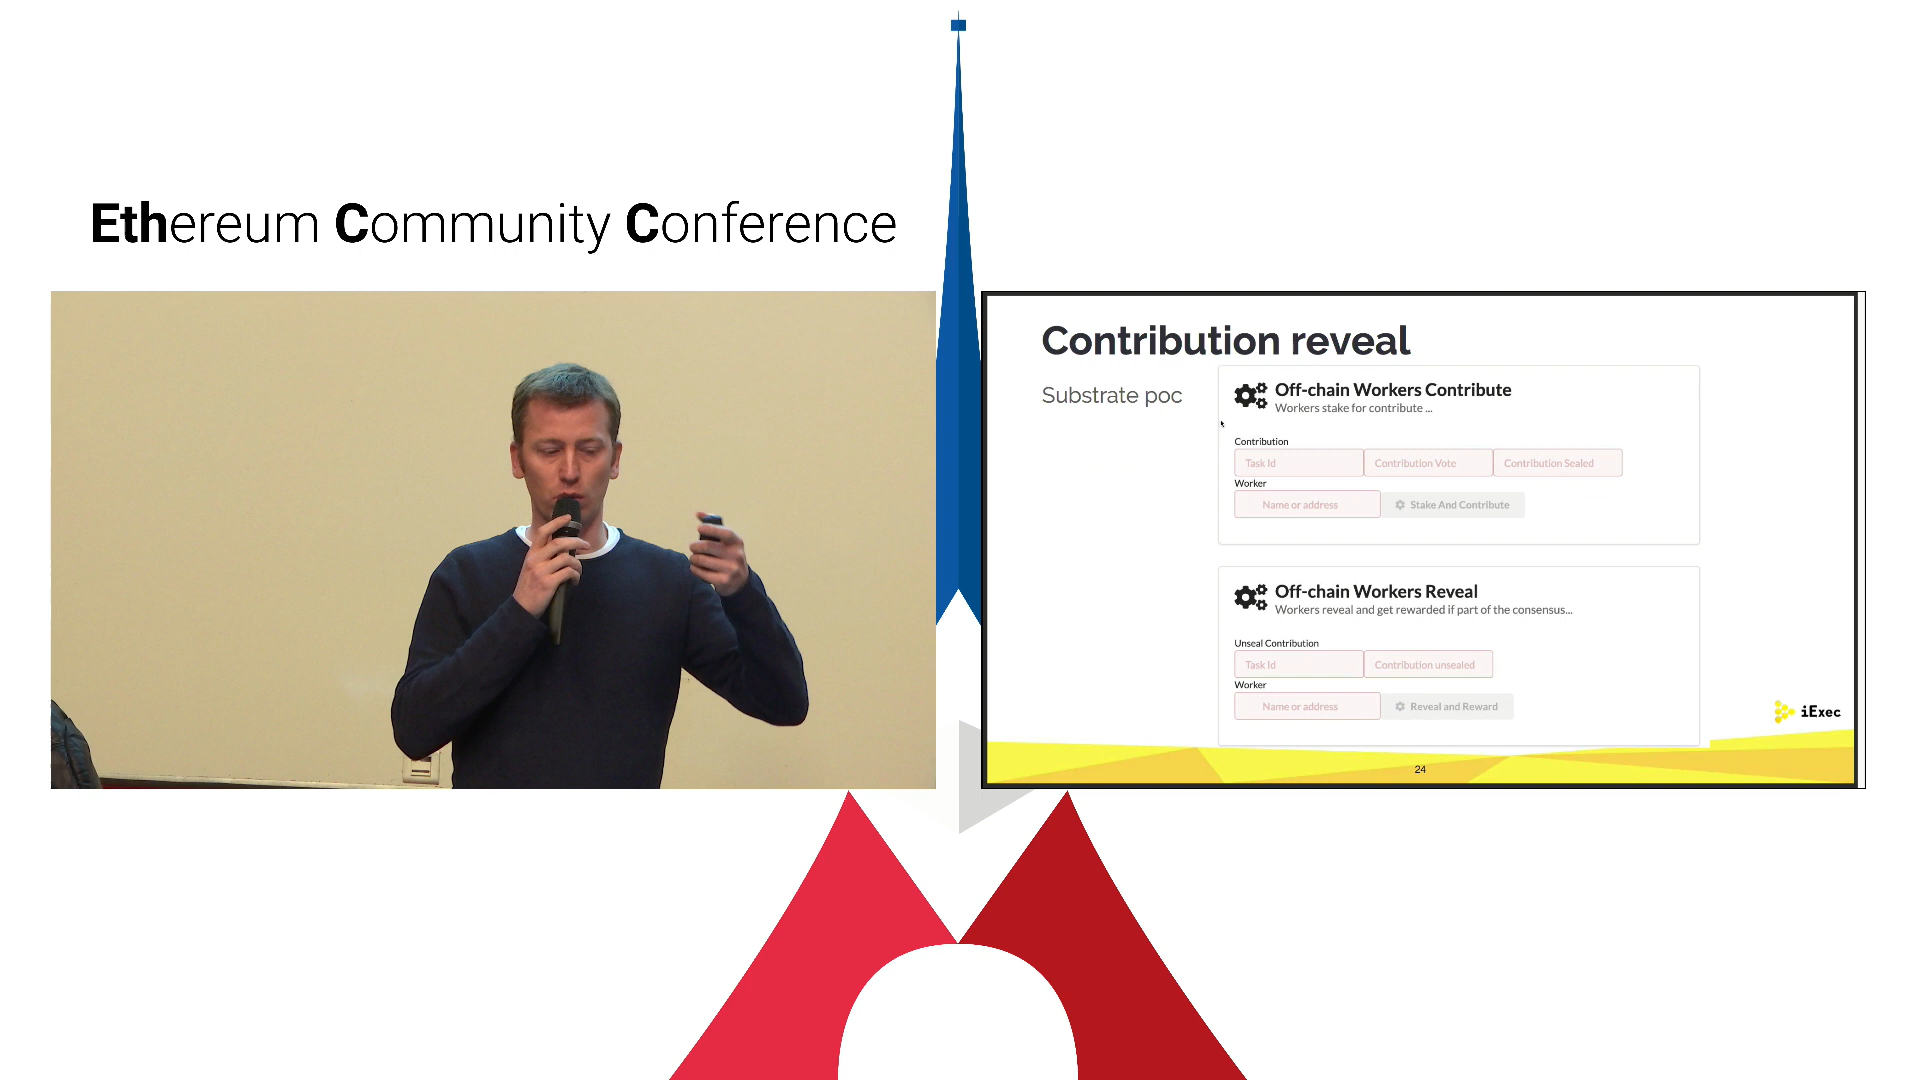 Ethereum Community Conference
Contribution reveal
Substrate poc
Off-chain Workers Contribute
Workers stake for contribute ...
Contribution
Task Id
Contribution Vote
Contribution Sealed
Worker
Name or address
Stake And Contribute
Off-chain Workers Reveal
Workers reveal and get rewarded if part of the consensus...
Unseal Contribution
Task Id
Contribution unsealed
Worker
Name or address
Reveal and Reward
iExec
24